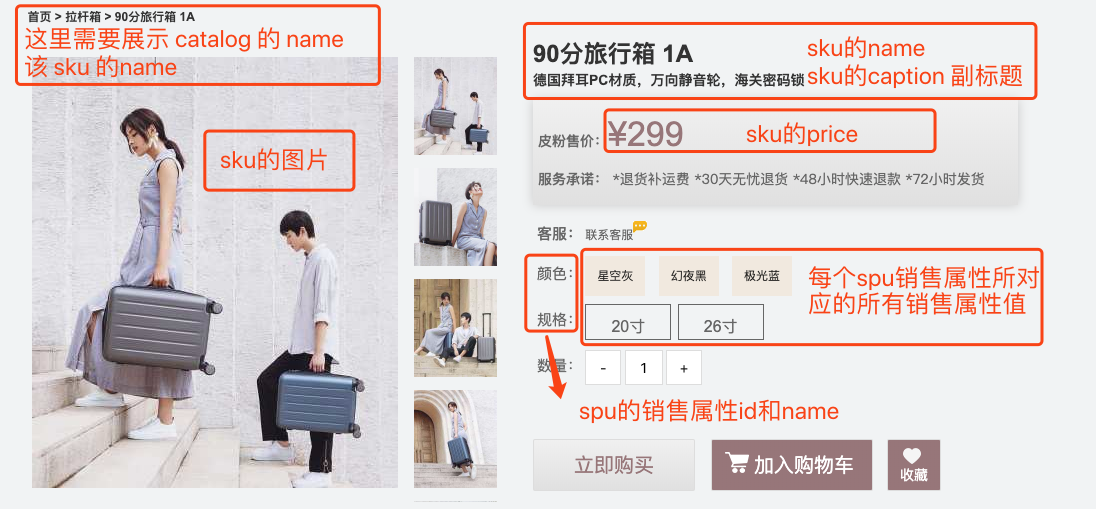 首页 > 拉杆箱 > 90分旅行箱 1A
这里需要展示 catalog 的 name
该 sku 的name
sku的图片
90分旅行箱 1A
sku的name
德国拜耳PC材质，万向静音轮，海关密码锁
sku的caption 副标题
皮粉售价：
¥299
sku的price
服务承诺： *退货补运费 *30天无忧退货 *48小时快速退款 *72小时发货
客服： 联系客服
颜色： 星空灰 幻夜黑 极光蓝
每个spu销售属性所对
应的所有销售属性值
规格： 20寸 26寸
数量： - 1 +
spu的销售属性id和name
立即购买 加入购物车 收藏